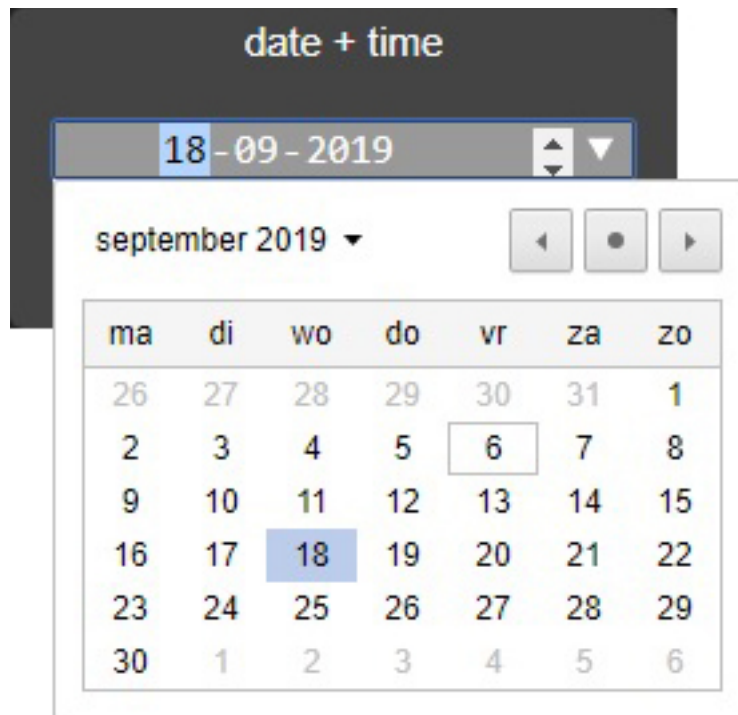 date + time
18-09-2019
september 2019
ma di wo do vr za zo
26 27 28 29 30 31 1
2 3 4 5 6 7 8
9 10 11 12 13 14 15
16 17 18 19 20 21 22
23 24 25 26 27 28 29
30 1 2 3 4 5 6